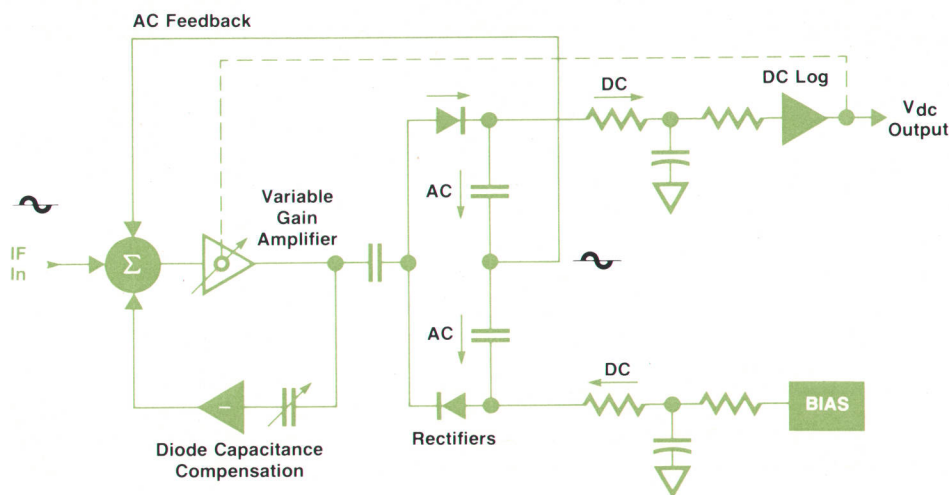 AC Feedback
DC
DC Log
Vdc
Output
AC
Variable
Gain
Amplifier
IF
In
Σ
AC
DC
–
BIAS
Rectifiers
Diode Capacitance
Compensation